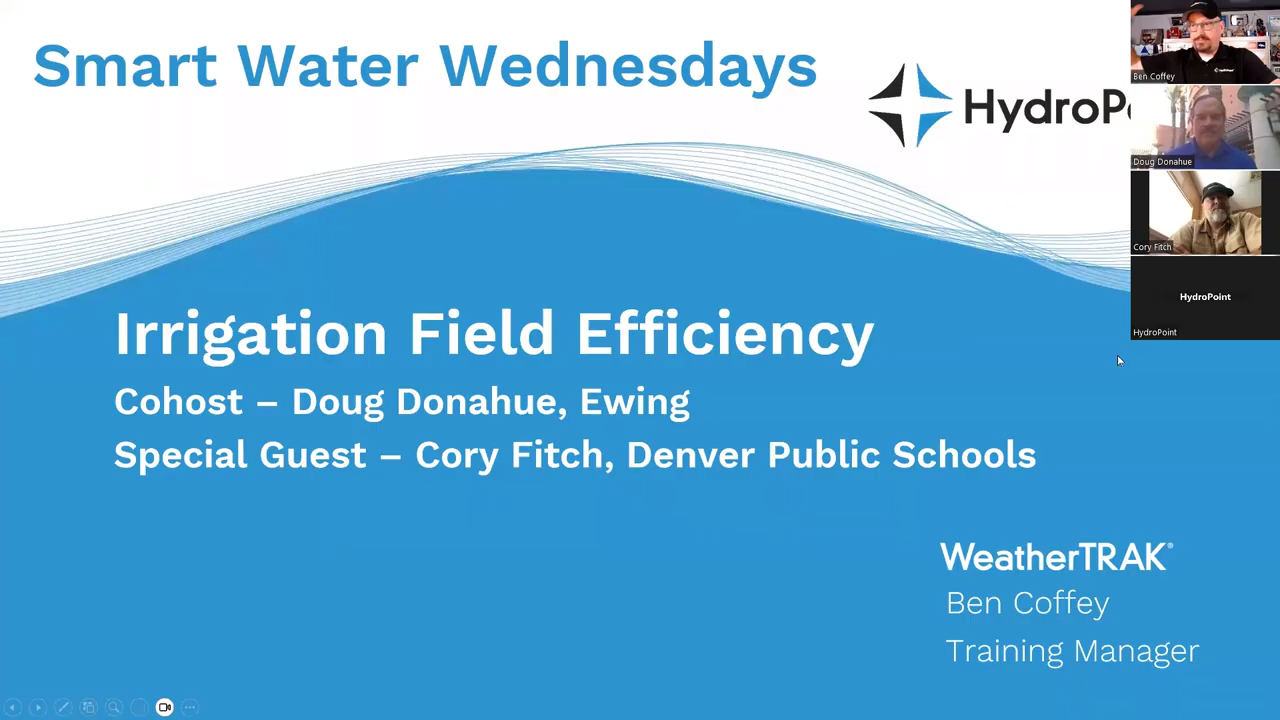 Smart Water Wednesdays
HydroP
Irrigation Field Efficiency
Cohost – Doug Donahue, Ewing
Special Guest – Cory Fitch, Denver Public Schools
WeatherTRAK®
Ben Coffey
Training Manager
Ben Coffey
Doug Donahue
Cory Fitch
HydroPoint
HydroPoint